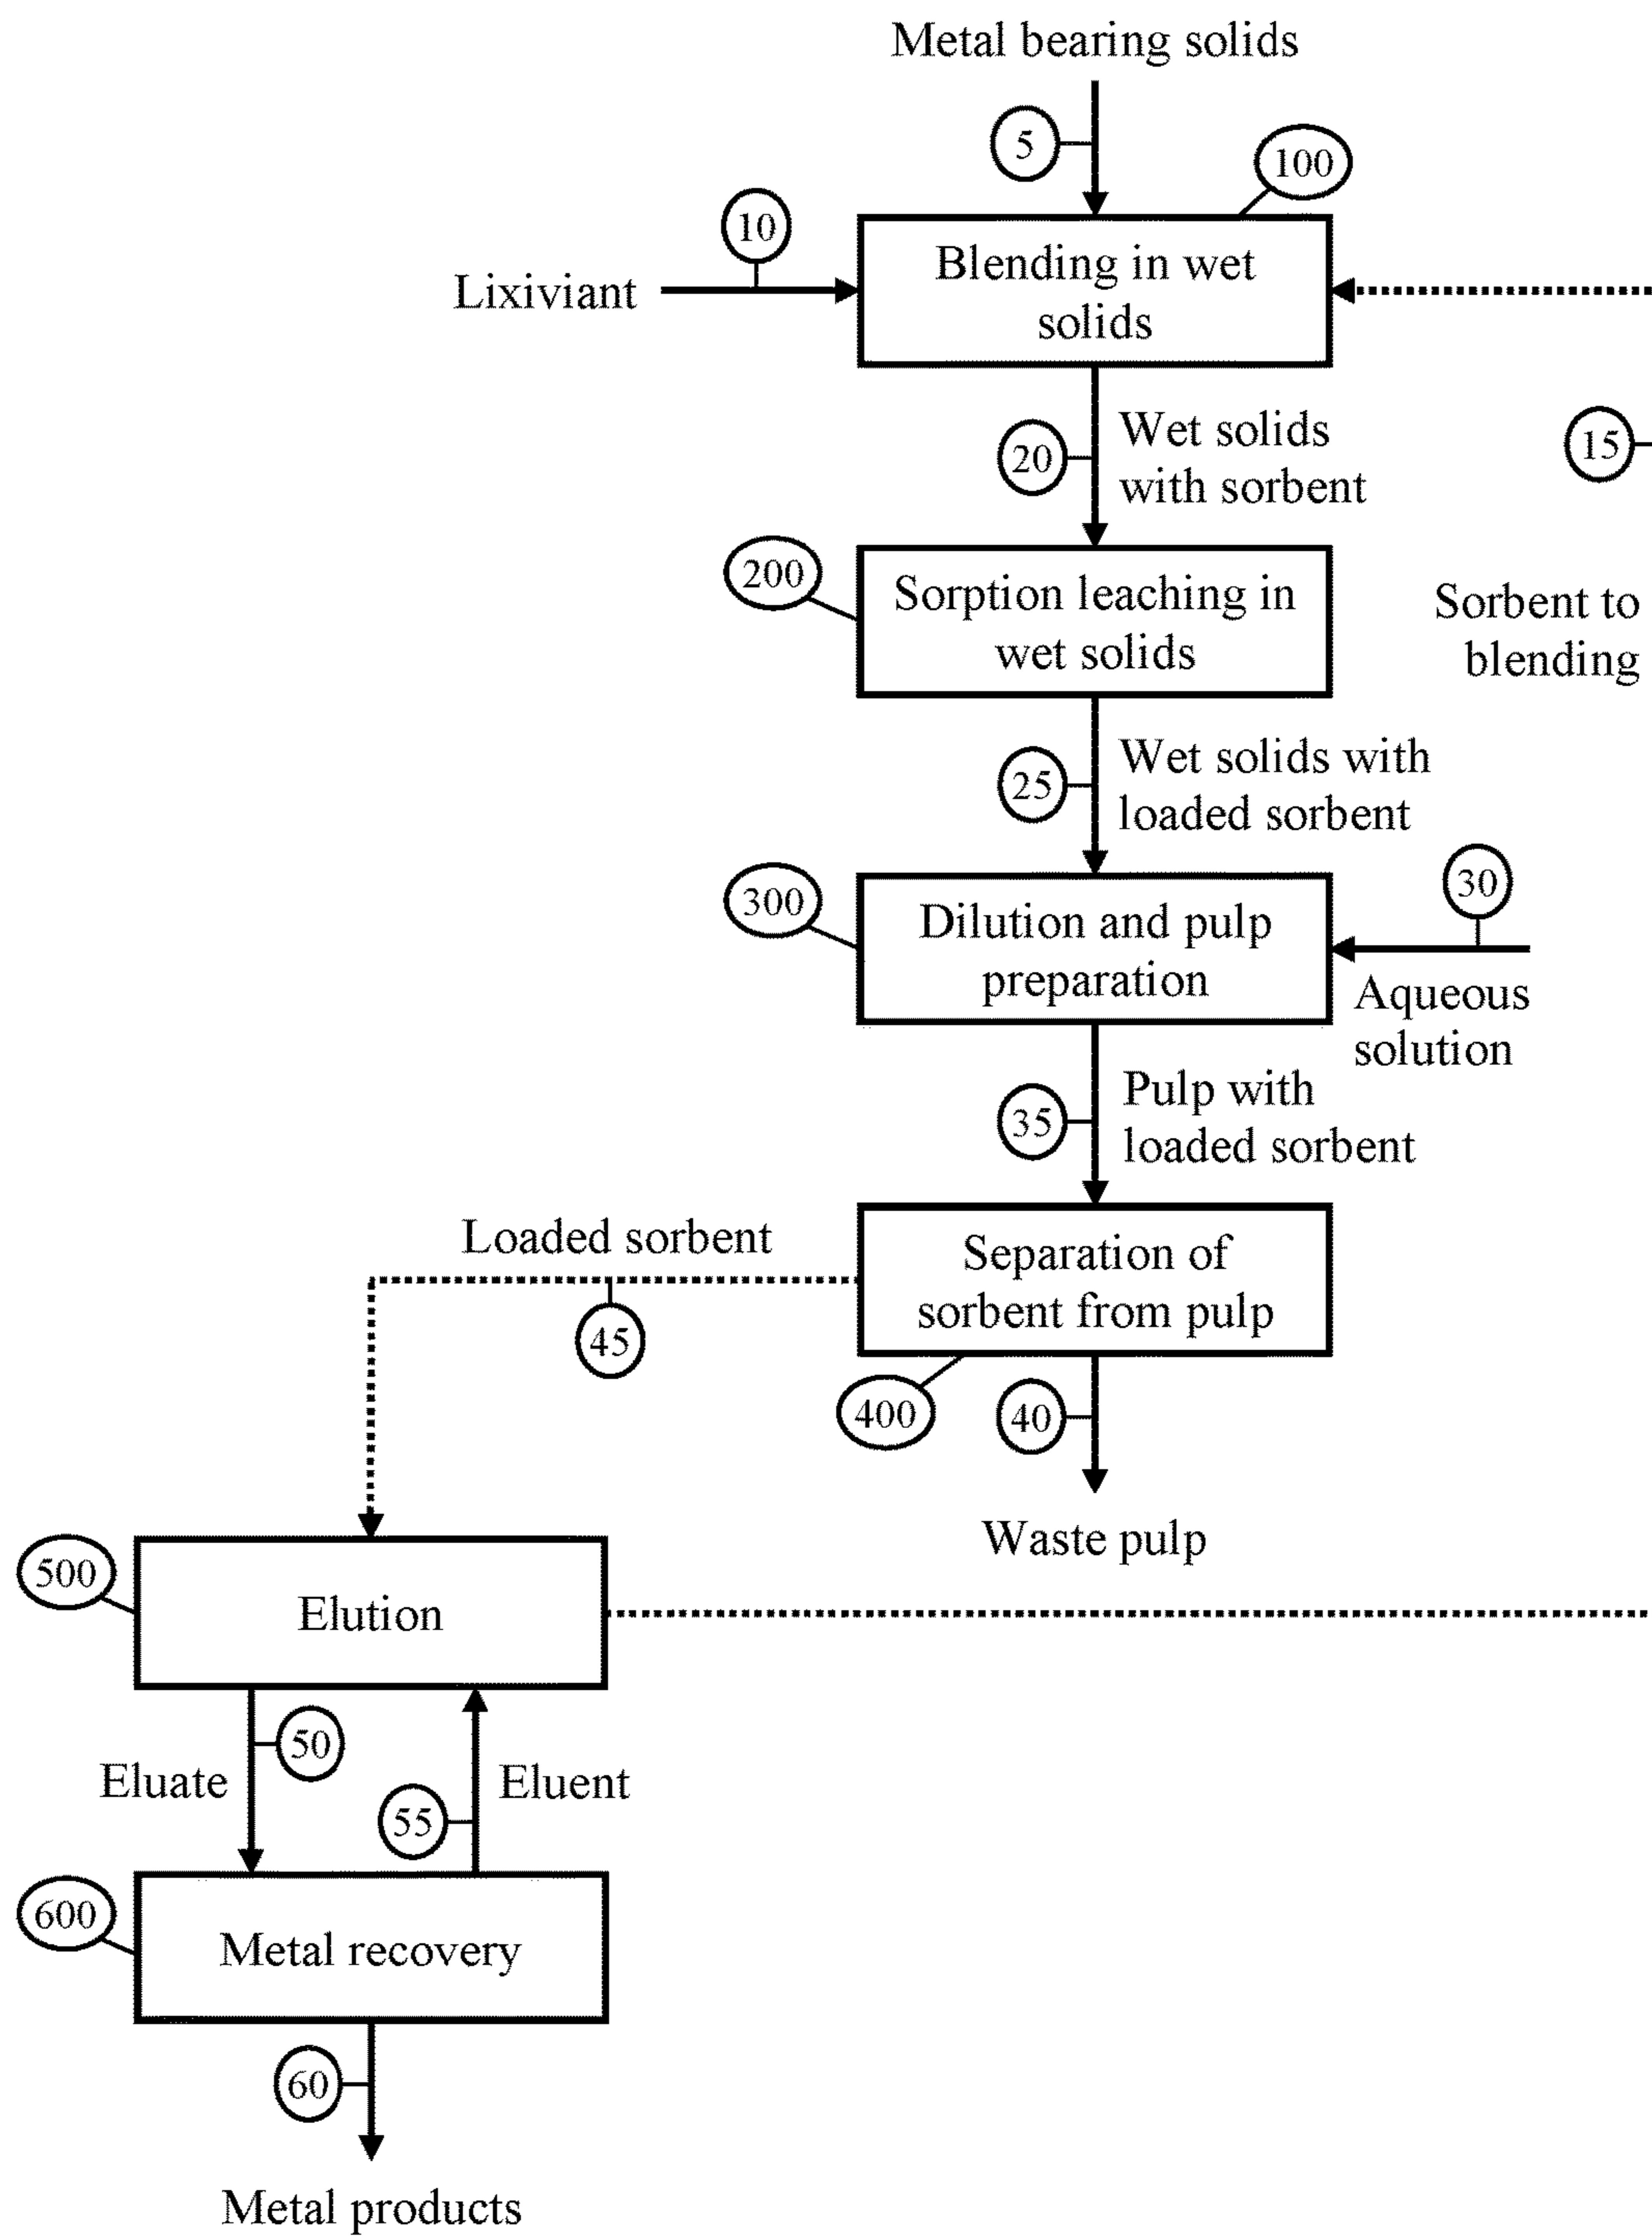 Metal bearing solids
5
100
10
Lixiviant
Blending in wet
solids
20
Wet solids
with sorbent
15
200
Sorption leaching in
wet solids
Sorbent to
blending
25
Wet solids with
loaded sorbent
300
Dilution and pulp
preparation
30
Aqueous
solution
35
Pulp with
loaded sorbent
Loaded sorbent
45
Separation of
sorbent from pulp
400
40
Waste pulp
500
Elution
50
Eluate
55
Eluent
600
Metal recovery
60
Metal products